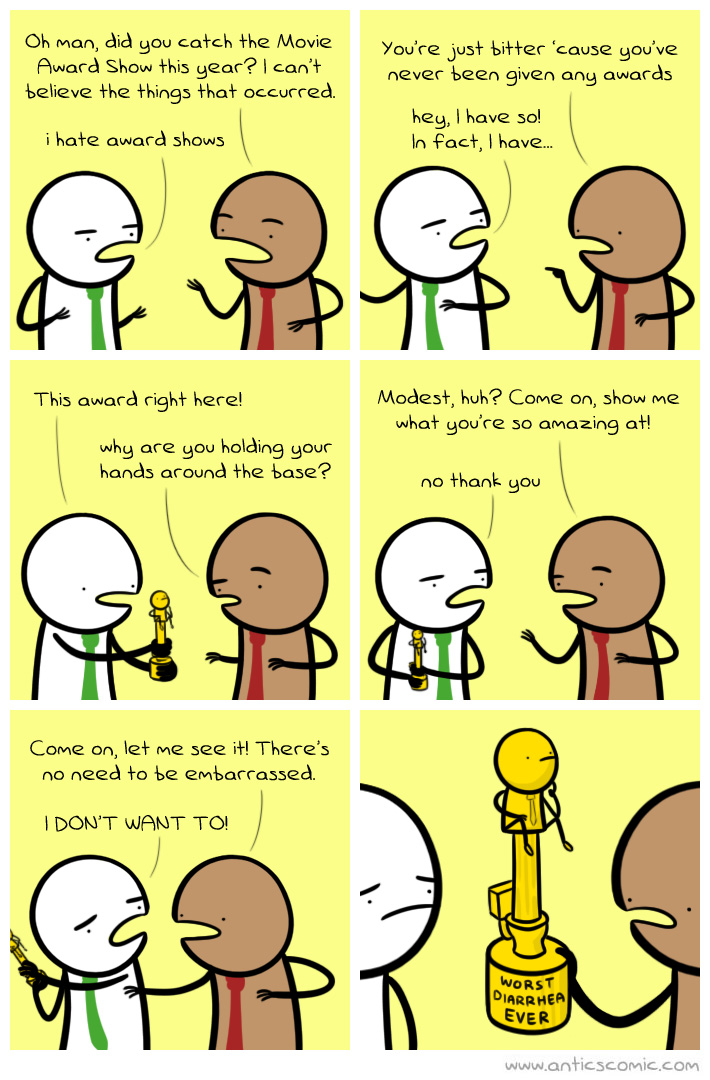 Oh man, did you catch the Movie
Award Show this year? I can't
believe the things that occurred.
i hate award shows
You're just bitter 'cause you've
never been given any awards
hey, I have so!
In fact, I have...
This award right here!
why are you holding your
hands around the base?
Modest, huh? Come on, show me
what you're so amazing at!
no thank you
Come on, let me see it! There's
no need to be embarrassed.
I DON'T WANT TO!
WORST
DIARRHEA
EVER
www.anticscomic.com